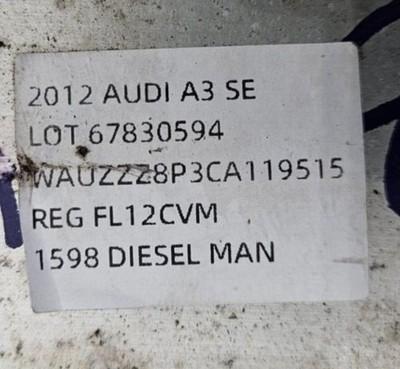 2012 AUDI A3 SE
LOT 67830594
WAUZZZ8P3CA119515
REG FL12CVM
1598 DIESEL MAN